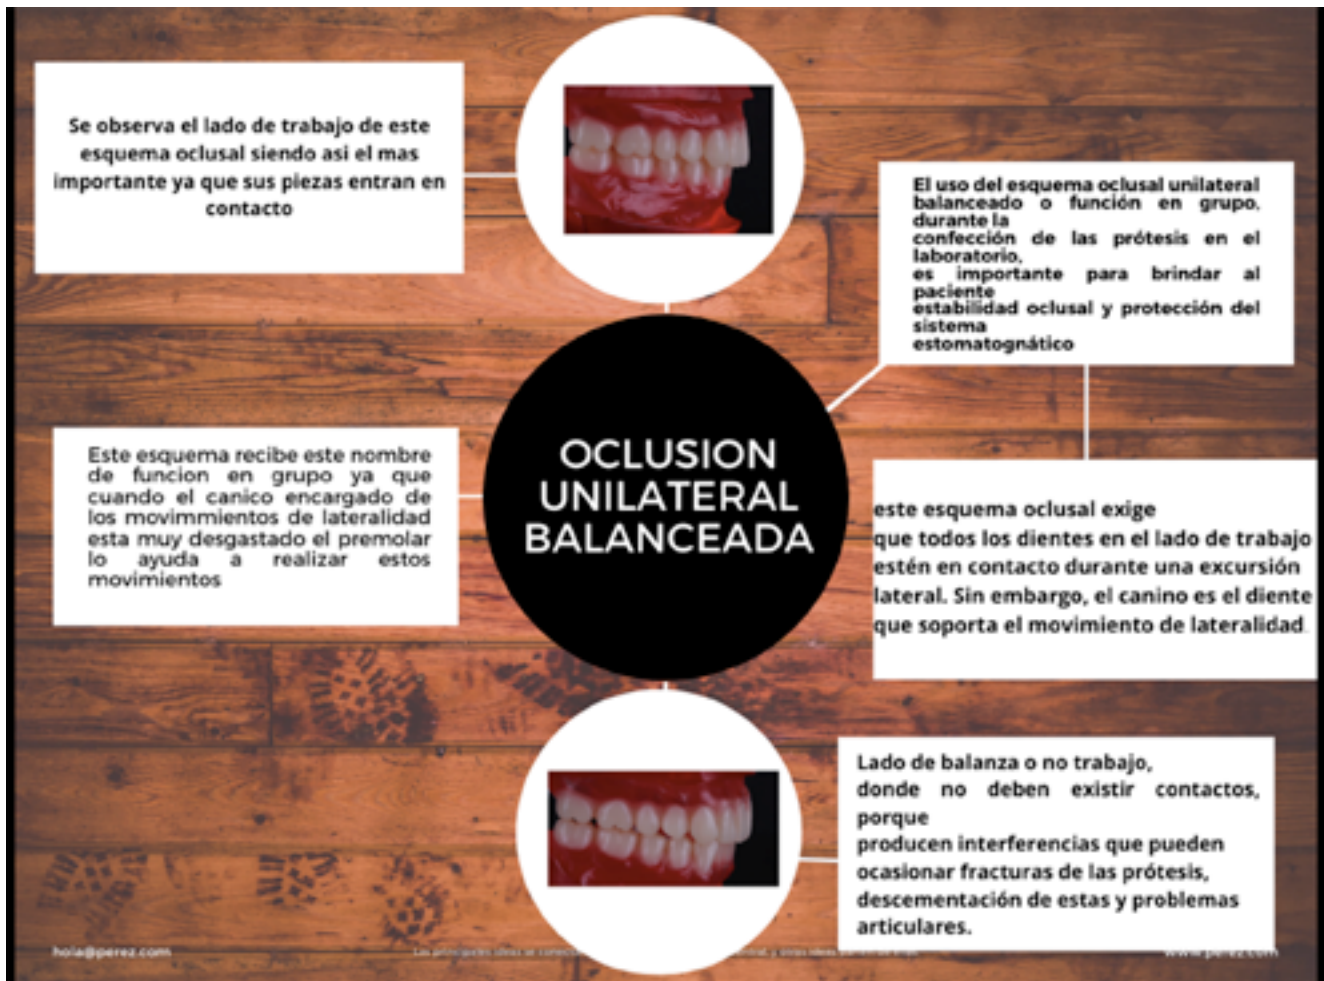 Se observa el lado de trabajo de este
esquema oclusal siendo asi el mas
importante ya que sus piezas entran en
contacto
El uso del esquema oclusal unilateral
balanceado o función en grupo,
durante la
confección de las prótesis en el
laboratorio,
es importante para brindar al
paciente
estabilidad oclusal y protección del
sistema
estomatognático
OCLUSION
UNILATERAL
BALANCEADA
Este esquema recibe este nombre
de funcion en grupo ya que
cuando el canico encargado de
los movimmientos de lateralidad
esta muy desgastado el premolar
lo ayuda a realizar estos
movimientos
este esquema oclusal exige
que todos los dientes en el lado de trabajo
estén en contacto durante una excursión
lateral. Sin embargo, el canino es el diente
que soporta el movimiento de lateralidad.
Lado de balanza o no trabajo,
donde no deben existir contactos,
porque
producen interferencias que pueden
ocasionar fracturas de las prótesis,
descementación de estas y problemas
articulares.
hola@perez.com
www.perez.com